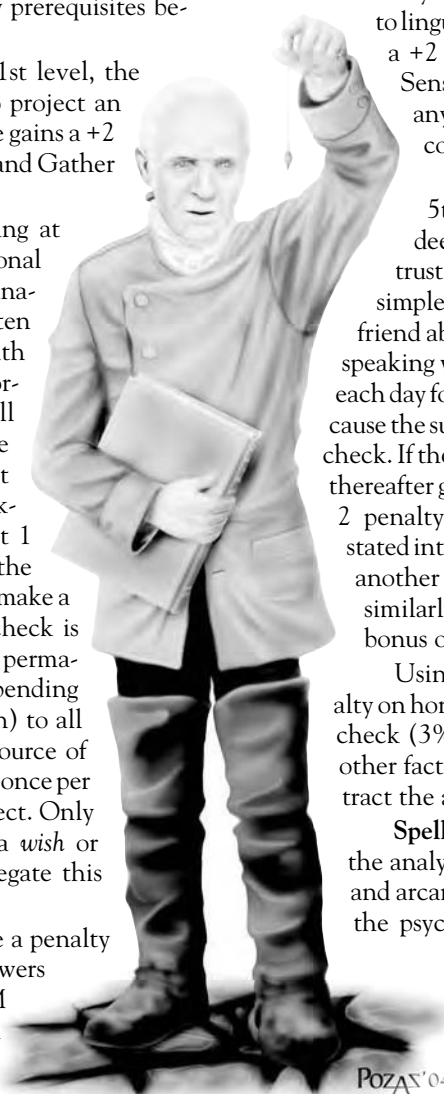 y prerequisites be-
1st level, the
o project an
e gains a +2
and Gather
ng at
onal
na-
ten
ith
or-
ll
e
t
k-
t 1
the
make a
check is
perma-
pending
n) to all
ource of
once per
ect. Only
a wish or
egate this
e a penalty
wers
M
to lingu
a +2
Sens
any
co
5t
dee
trust
simple
friend ab
speaking w
each day fo
cause the su
check. If the
thereafter g
2 penalty
stated int
another
similarl
bonus o
Usin
alty on hor
check (3%
other fact
tract the a
Spell
the analy
and arcan
the psyc
POZAS'04